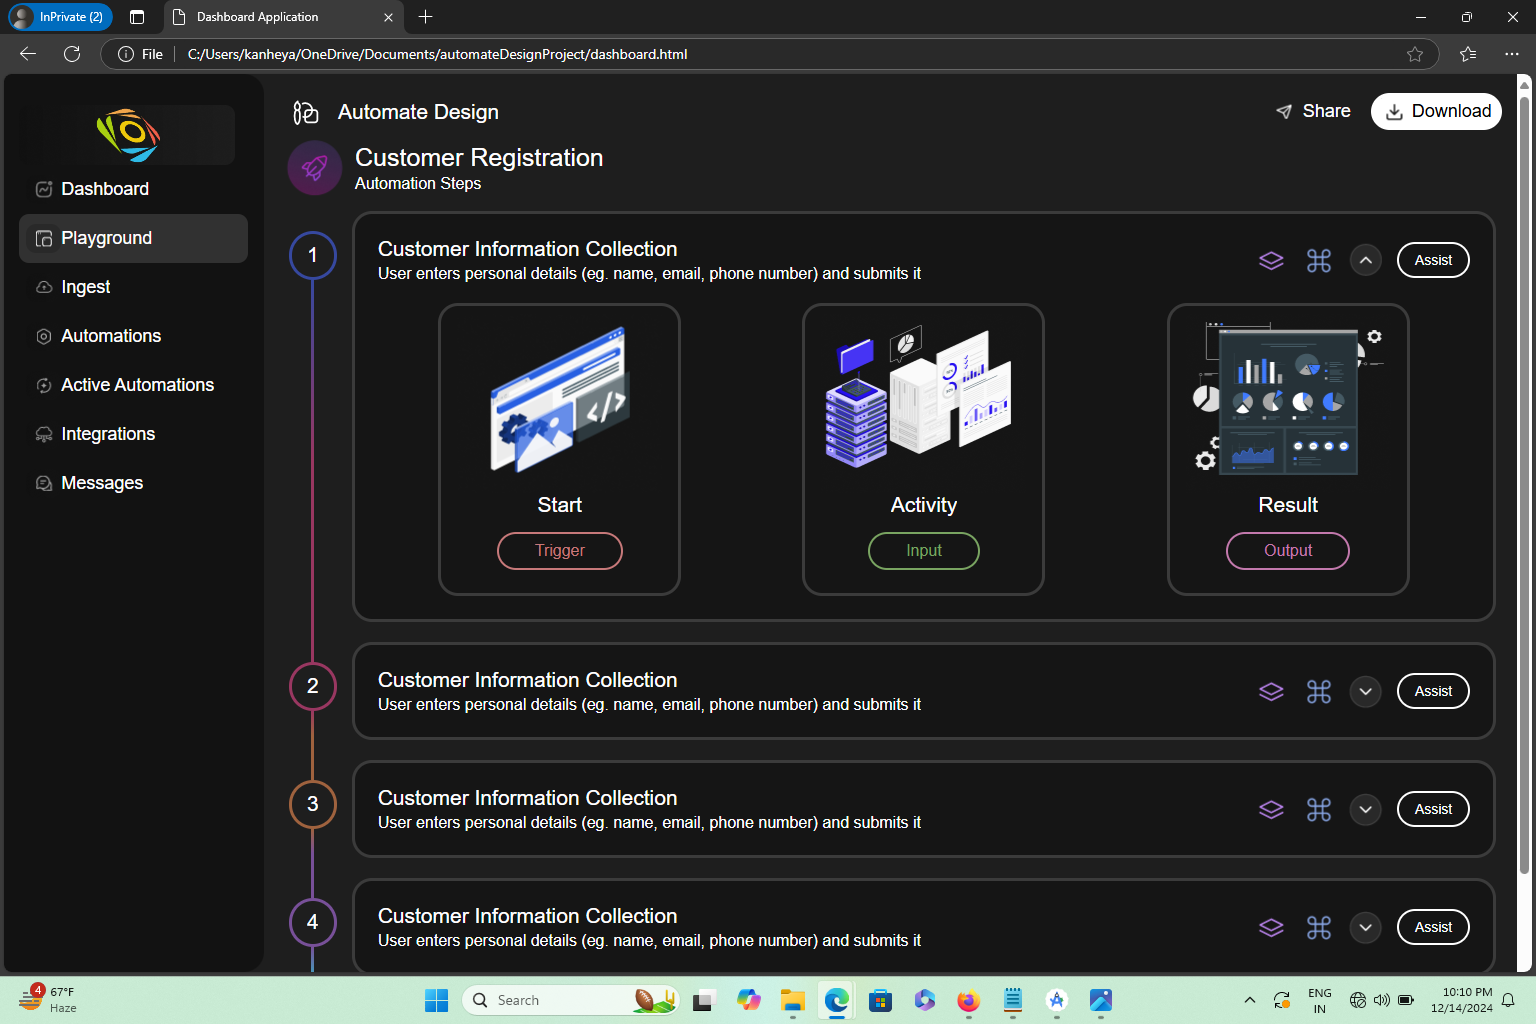 InPrivate (2)
Dashboard Application
File
C:/Users/kanheya/OneDrive/Documents/automateDesignProject/dashboard.html
Dashboard
Playground
Ingest
Automations
Active Automations
Integrations
Messages
Automate Design
Share
Download
Customer Registration
Automation Steps
1
Customer Information Collection
User enters personal details (eg. name, email, phone number) and submits it
Assist
Start
Trigger
Activity
Input
Result
Output
2
Customer Information Collection
User enters personal details (eg. name, email, phone number) and submits it
Assist
3
Customer Information Collection
User enters personal details (eg. name, email, phone number) and submits it
Assist
4
Customer Information Collection
User enters personal details (eg. name, email, phone number) and submits it
Assist
4
67°F
Haze
Search
ENG
IN
10:10 PM
12/14/2024